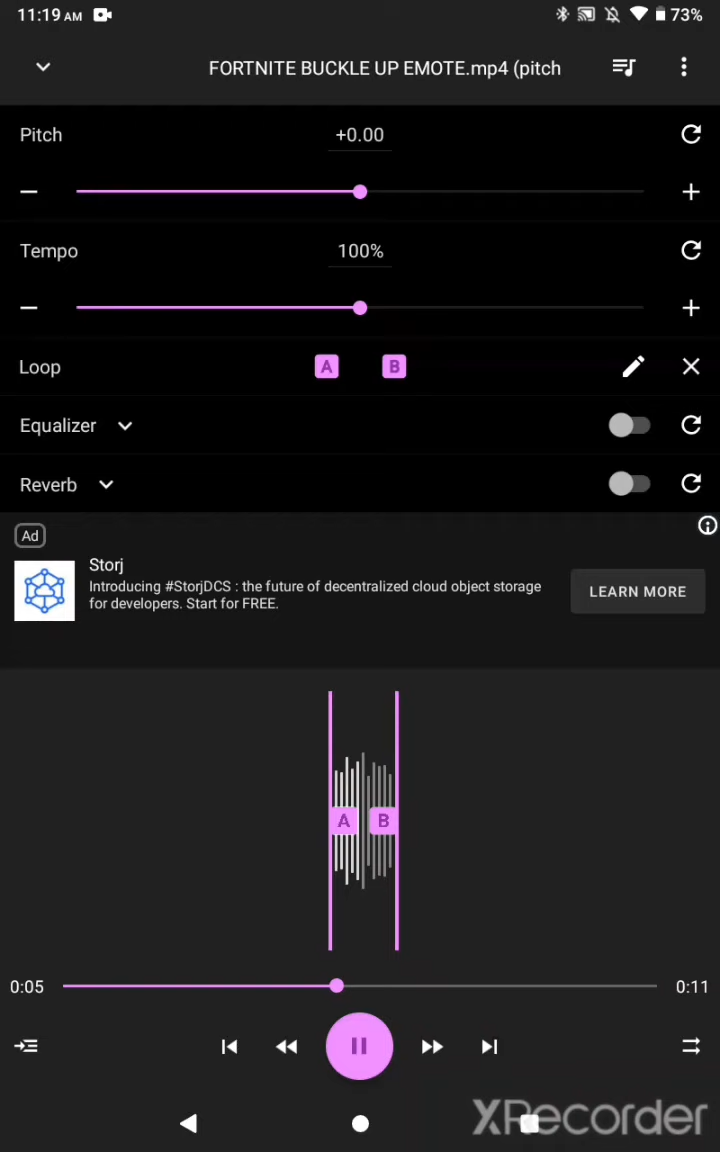 11:19 AM
73%
FORTNITE BUCKLE UP EMOTE.mp4 (pitch
Pitch
+0.00
Tempo
100%
Loop
A
B
Equalizer
Reverb
Ad
Storj
Introducing #StorjDCS : the future of decentralized cloud object storage
for developers. Start for FREE.
LEARN MORE
A
B
0:05
0:11
XRecorder